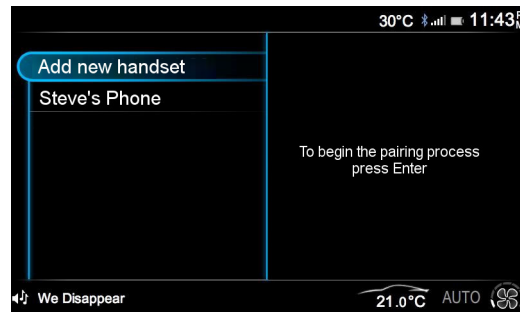 30°C 11:43
Add new handset
Steve's Phone
To begin the pairing process
press Enter
We Disappear
21.0°C AUTO